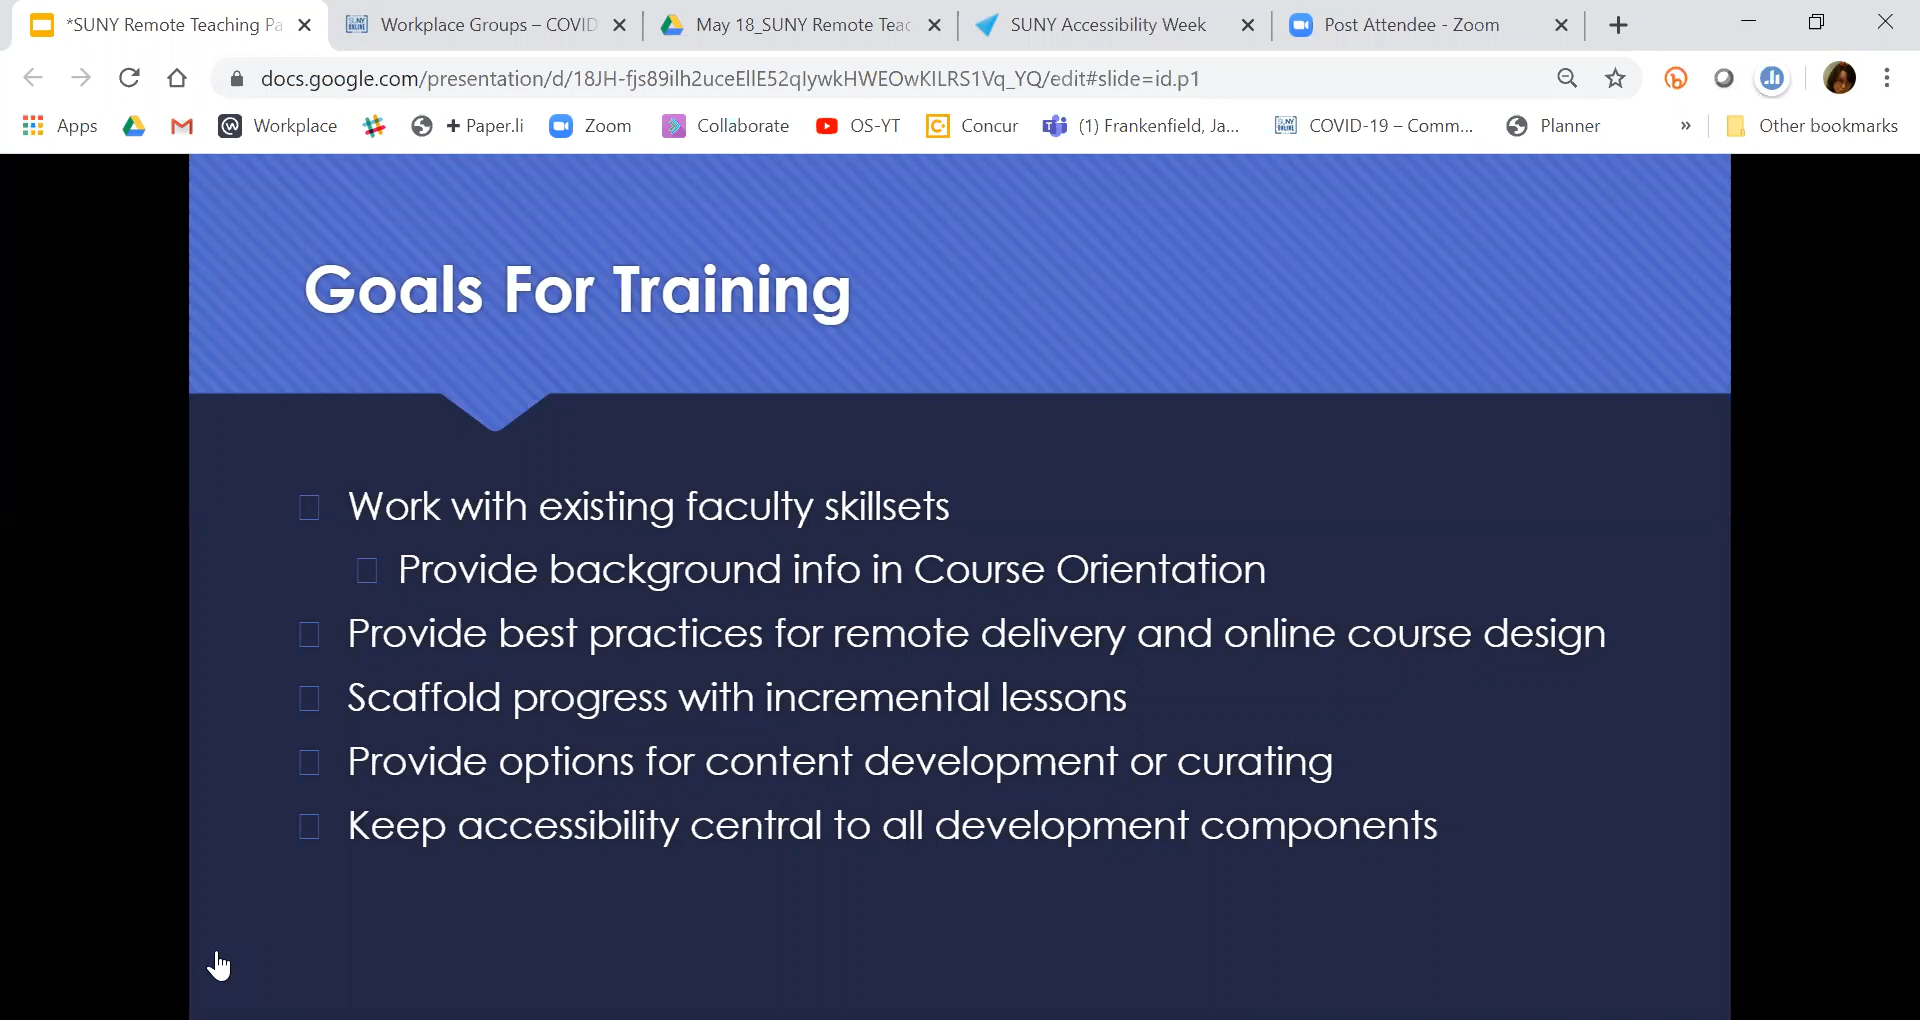 *SUNY Remote Teaching Pa
Workplace Groups – COVID
May 18_SUNY Remote Teac
SUNY Accessibility Week
Post Attendee - Zoom
docs.google.com/presentation/d/18JH-fjs89ilh2uceEllE52qlywkHWEOwKILRS1Vq_YQ/edit#slide=id.p1
Apps
Workplace
+ Paper.li
Zoom
Collaborate
OS-YT
Concur
(1) Frankenfield, Ja...
COVID-19 – Comm...
Planner
»
Other bookmarks
Goals For Training
Work with existing faculty skillsets
Provide background info in Course Orientation
Provide best practices for remote delivery and online course design
Scaffold progress with incremental lessons
Provide options for content development or curating
Keep accessibility central to all development components